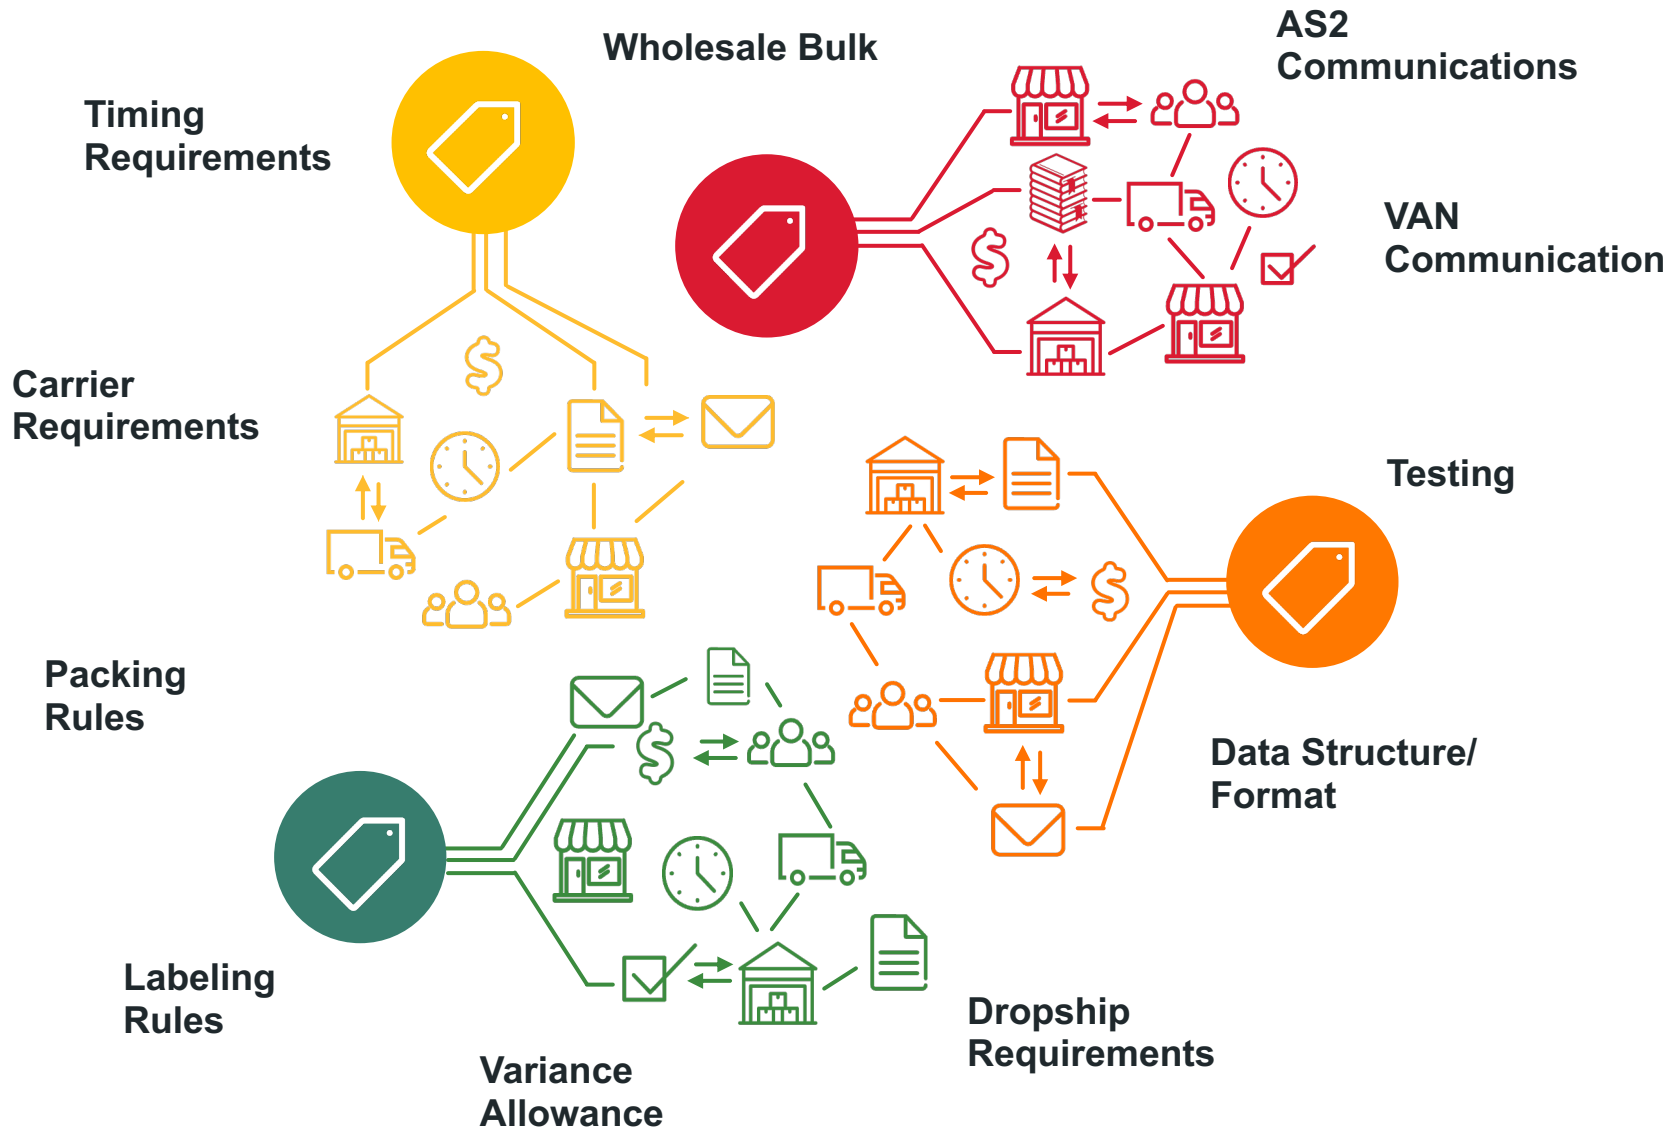 AS2
Communications
Wholesale Bulk
Timing
Requirements
VAN
Communication
Carrier
Requirements
Testing
Packing
Rules
Data Structure/
Format
Labeling
Rules
Dropship
Requirements
Variance
Allowance